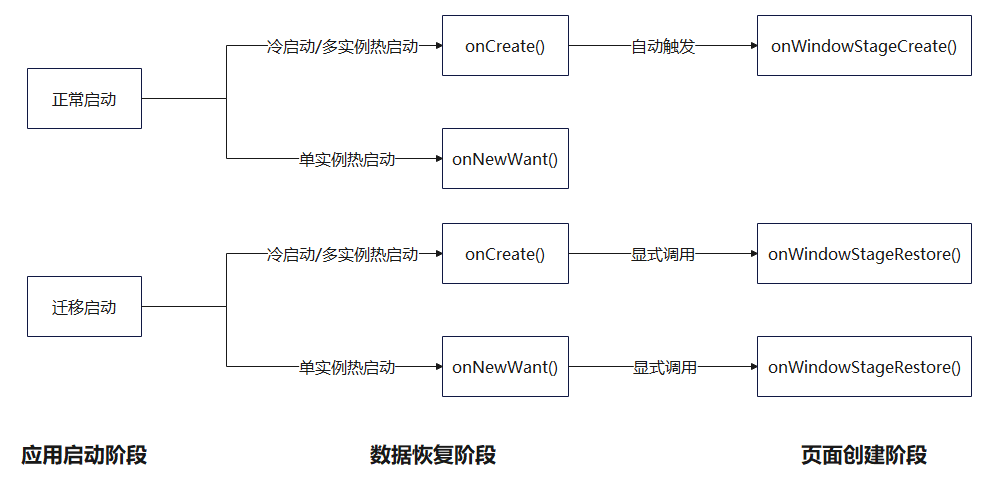 冷启动/多实例热启动
onCreate()
自动触发
onWindowStageCreate()
正常启动
单实例热启动
onNewWant()
冷启动/多实例热启动
onCreate()
显式调用
onWindowStageRestore()
迁移启动
单实例热启动
onNewWant()
显式调用
onWindowStageRestore()
应用启动阶段
数据恢复阶段
页面创建阶段